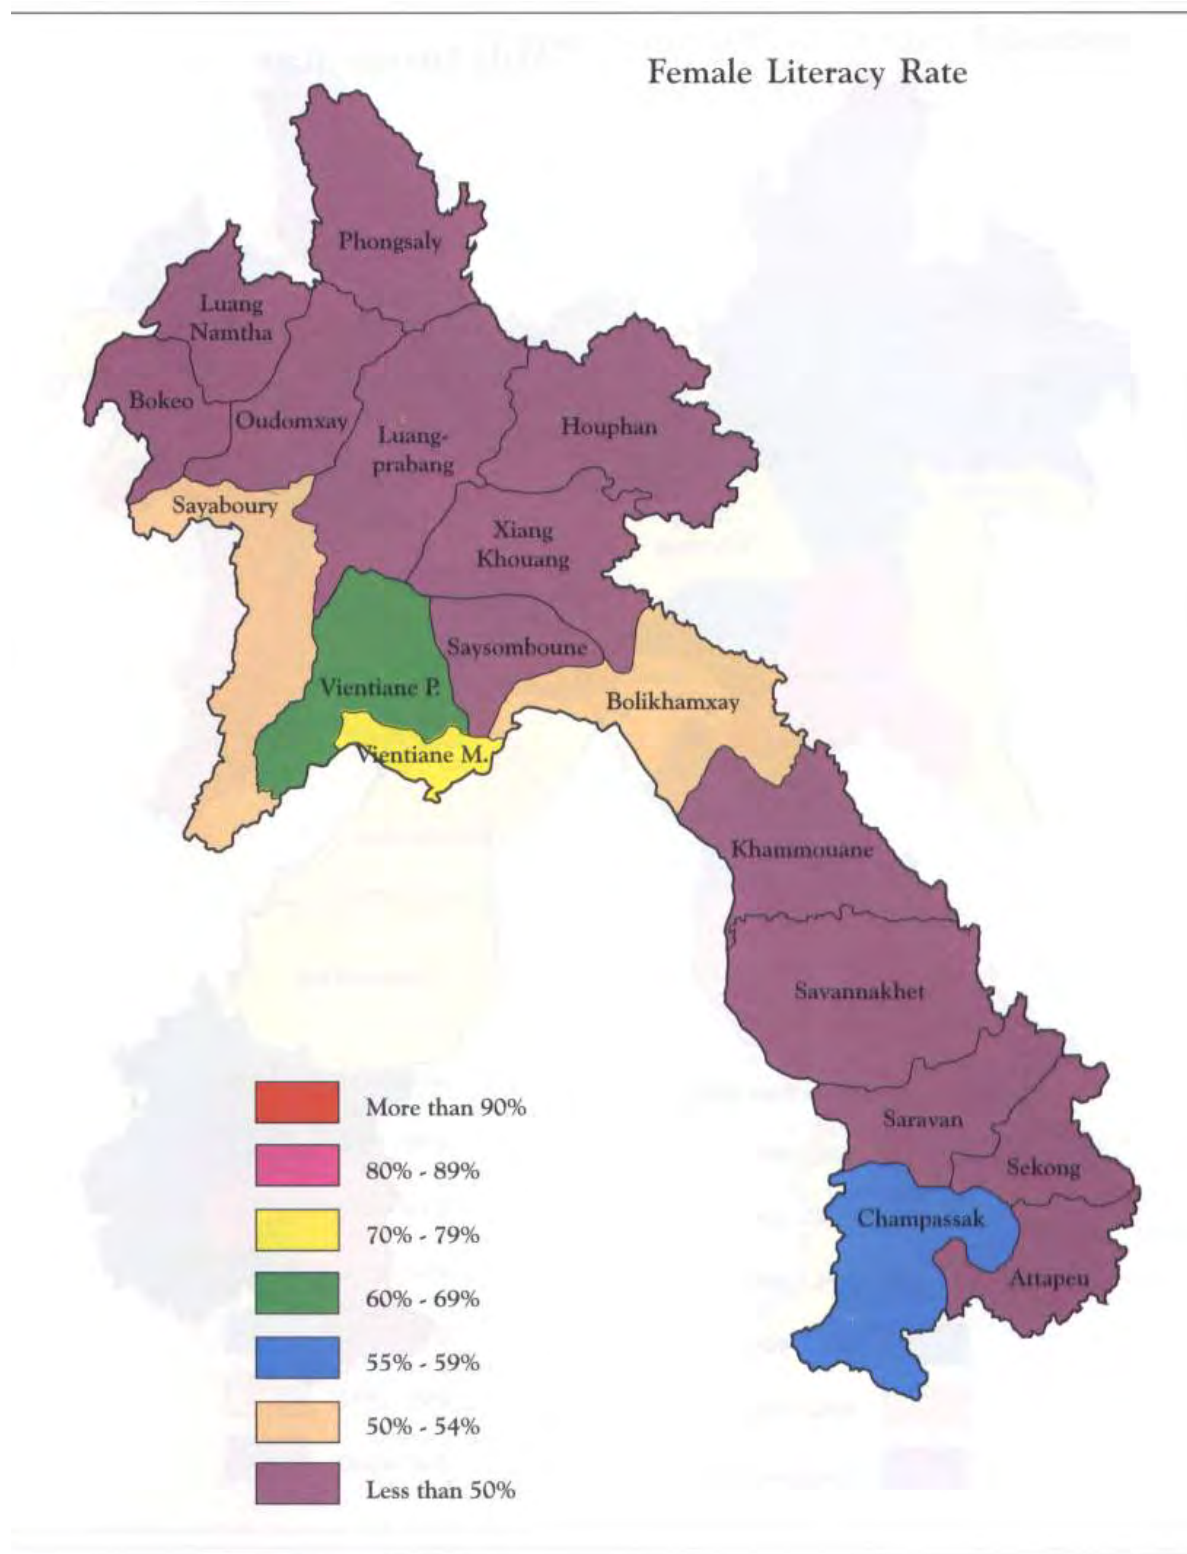 Female Literacy Rate
Phongsaly
Luang
Namtha
Bokeo
Oudomxay
Luang-
prabang
Houphan
Sayaboury
Xiang
Khouang
Saysomboune
Vientiane P.
Bolikhamxay
Vientiane M.
Khammouane
Savannakhet
Saravan
Sekong
Champassak
Attapeu
More than 90%
80% - 89%
70% - 79%
60% - 69%
55% - 59%
50% - 54%
Less than 50%